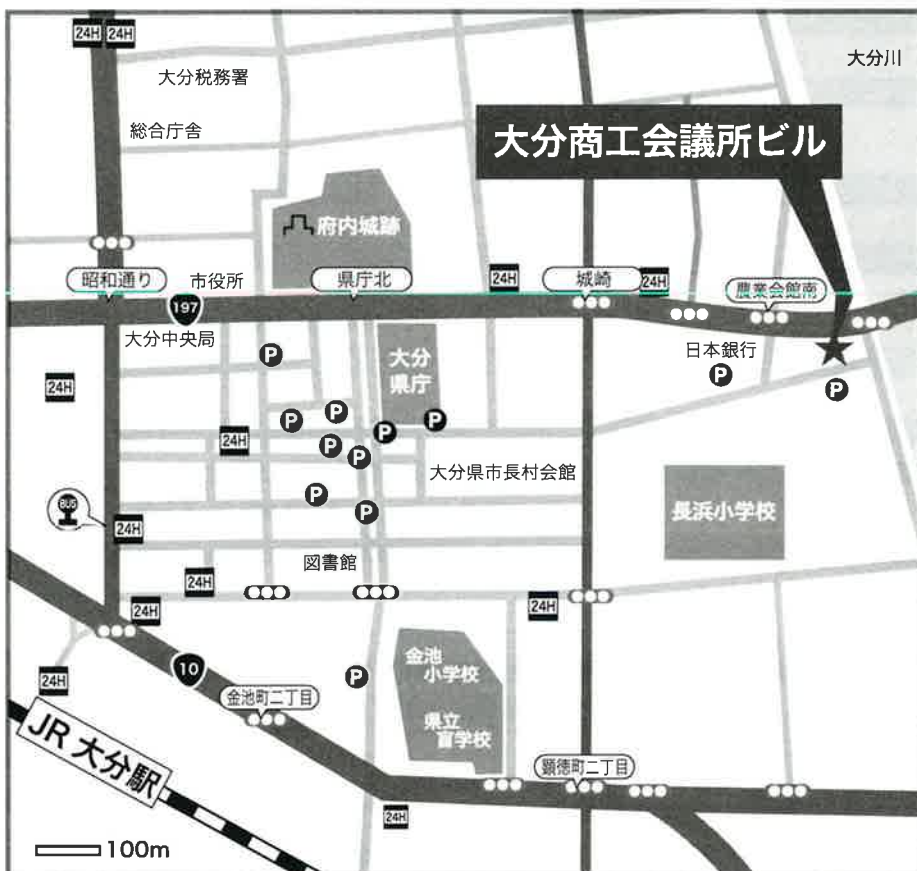 24H
24H
大分税務署
総合庁舎
大分川
大分商工会議所ビル
府内城跡
昭和通り
市役所
県庁北
24H
城崎
24H
農業会館南
197
大分中央局
P
大分
県庁
日本銀行
P
P
24H
P
P
P
P
24H
P
P
大分県市長村会館
P
P
長浜小学校
BUS
24H
図書館
24H
24H
24H
金池
小学校
県立
盲学校
10
P
24H
金池町二丁目
JR 大分駅
顕徳町二丁目
24H
100m